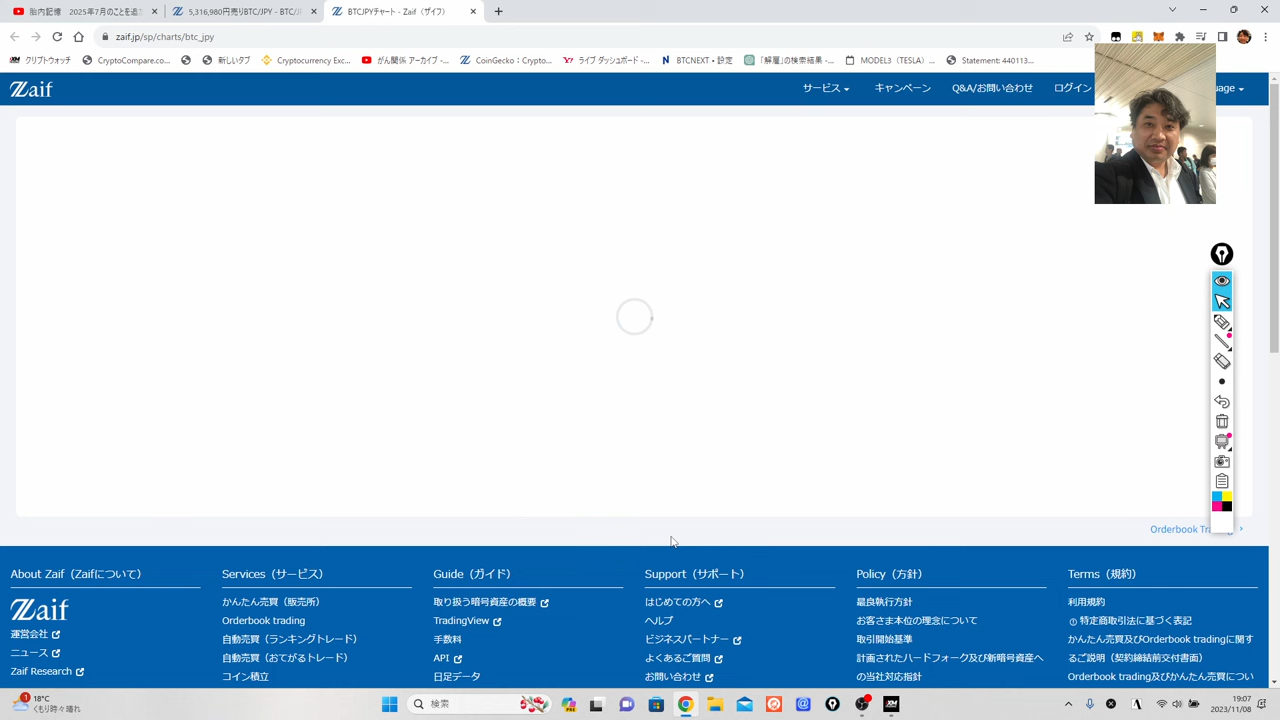 胎内記憶　2025年7月のことを追
5,316,980円売りBTC/JPY - BTC/J
BTCJPYチャート - Zaif（ザイフ）
zaif.jp/sp/charts/btc_jpy
クリプトウォッチ
CryptoCompare.co...
新しいタブ
Cryptocurrency Exc...
がん関係 アーカイブ -...
CoinGecko：Crypto...
ライブ ダッシュボード -...
BTCNEXT • 設定
「解雇」の検索結果 -...
MODEL3（TESLA）...
Statement: 440113...
Zaif
サービス
キャンペーン
Q&A/お問い合わせ
ログイン
uage
Orderbook Tr
About Zaif（Zaifについて）
Services（サービス）
Guide（ガイド）
Support（サポート）
Policy（方針）
Terms（規約）
Zaif
運営会社
ニュース
Zaif Research
かんたん売買（販売所）
Orderbook trading
自動売買（ランキングトレード）
自動売買（おてがるトレード）
コイン積立
取り扱う暗号資産の概要
TradingView
手数料
API
日足データ
はじめての方へ
ヘルプ
ビジネスパートナー
よくあるご質問
お問い合わせ
最良執行方針
お客さま本位の理念について
取引開始基準
計画されたハードフォーク及び新暗号資産へ
の当社対応指針
利用規約
特定商取引法に基づく表記
かんたん売買及びOrderbook tradingに関す
るご説明（契約締結前交付書面）
Orderbook trading及びかんたん売買につい
1
18°C
くもり時々晴れ
検索
A
19:07
2023/11/08